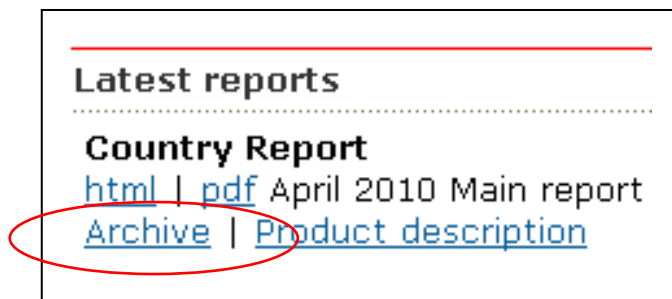 Latest reports
Country Report
html | pdf April 2010 Main report
Archive | Product description